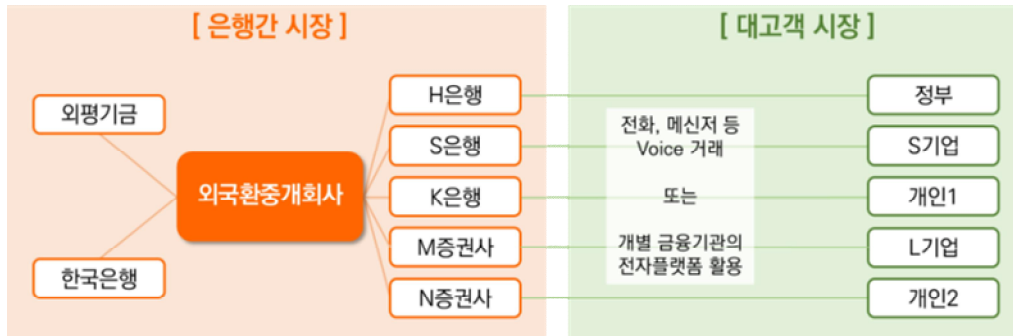 [ 은행간 시장 ]
[ 대고객 시장 ]
외평기금
한국은행
외국환중개회사
H은행
S은행
K은행
M증권사
N증권사
전화, 메신저 등
Voice 거래
또는
개별 금융기관의
전자플랫폼 활용
정부
S기업
개인1
L기업
개인2